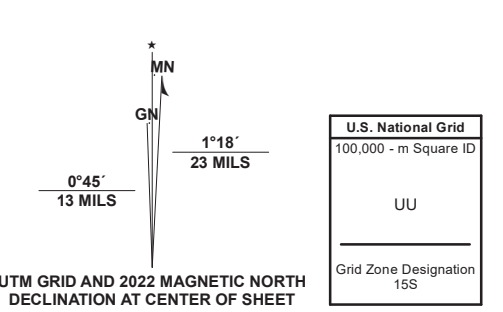 ★
MN
GN
1°18´
23 MILS
0°45´
13 MILS
UTM GRID AND 2022 MAGNETIC NORTH
DECLINATION AT CENTER OF SHEET
U.S. National Grid
100,000 - m Square ID
UU
Grid Zone Designation
15S